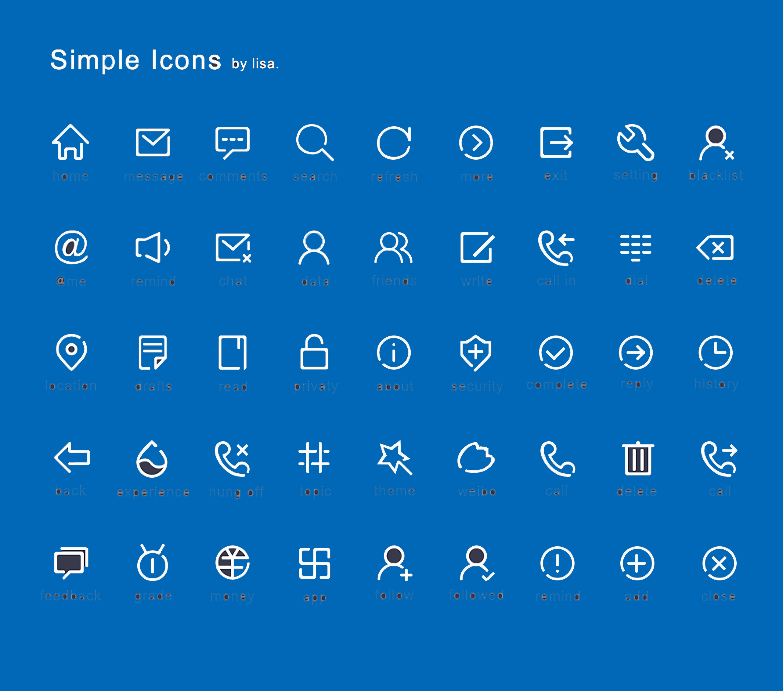 Simple Icons by lisa.
home message comments search refresh more exit setting blacklist
@me remind chat data friends write call in dial delete
location drafts read privaty about security complete reply history
back experience hung off topic theme weibo call delete call
feedback grade money app follow followed remind add close